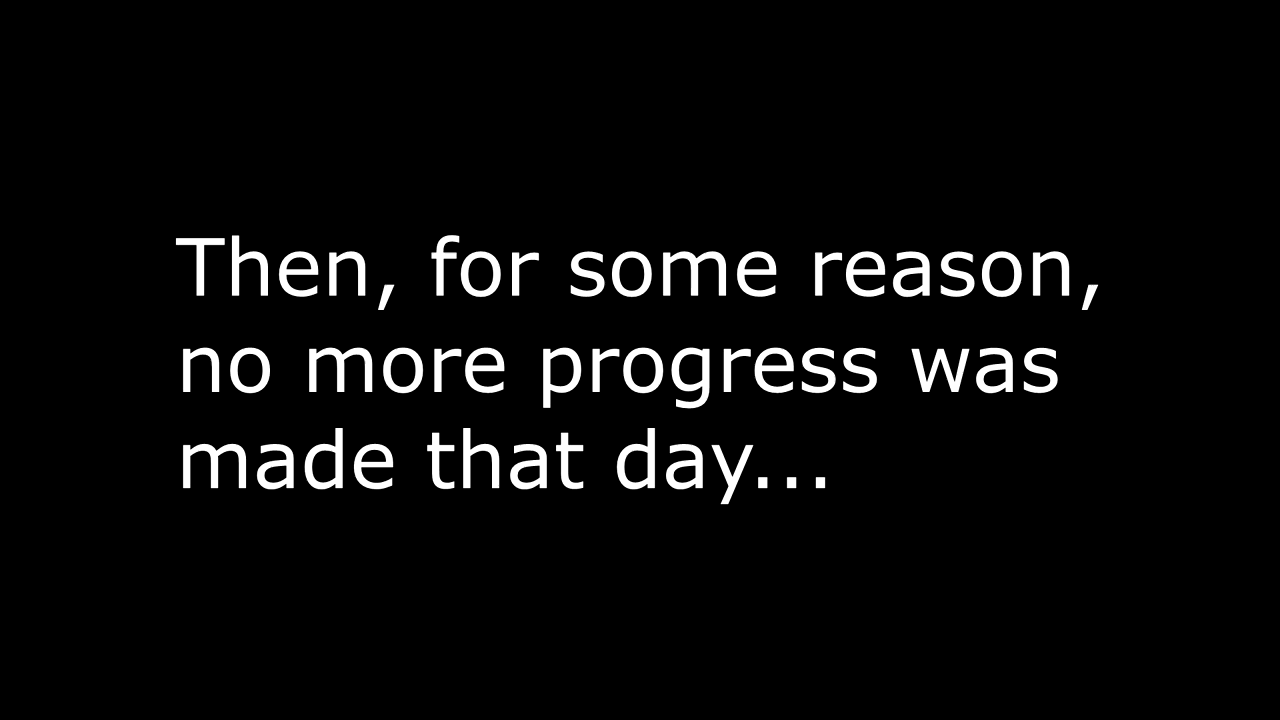 Then, for some reason,
no more progress was
made that day...